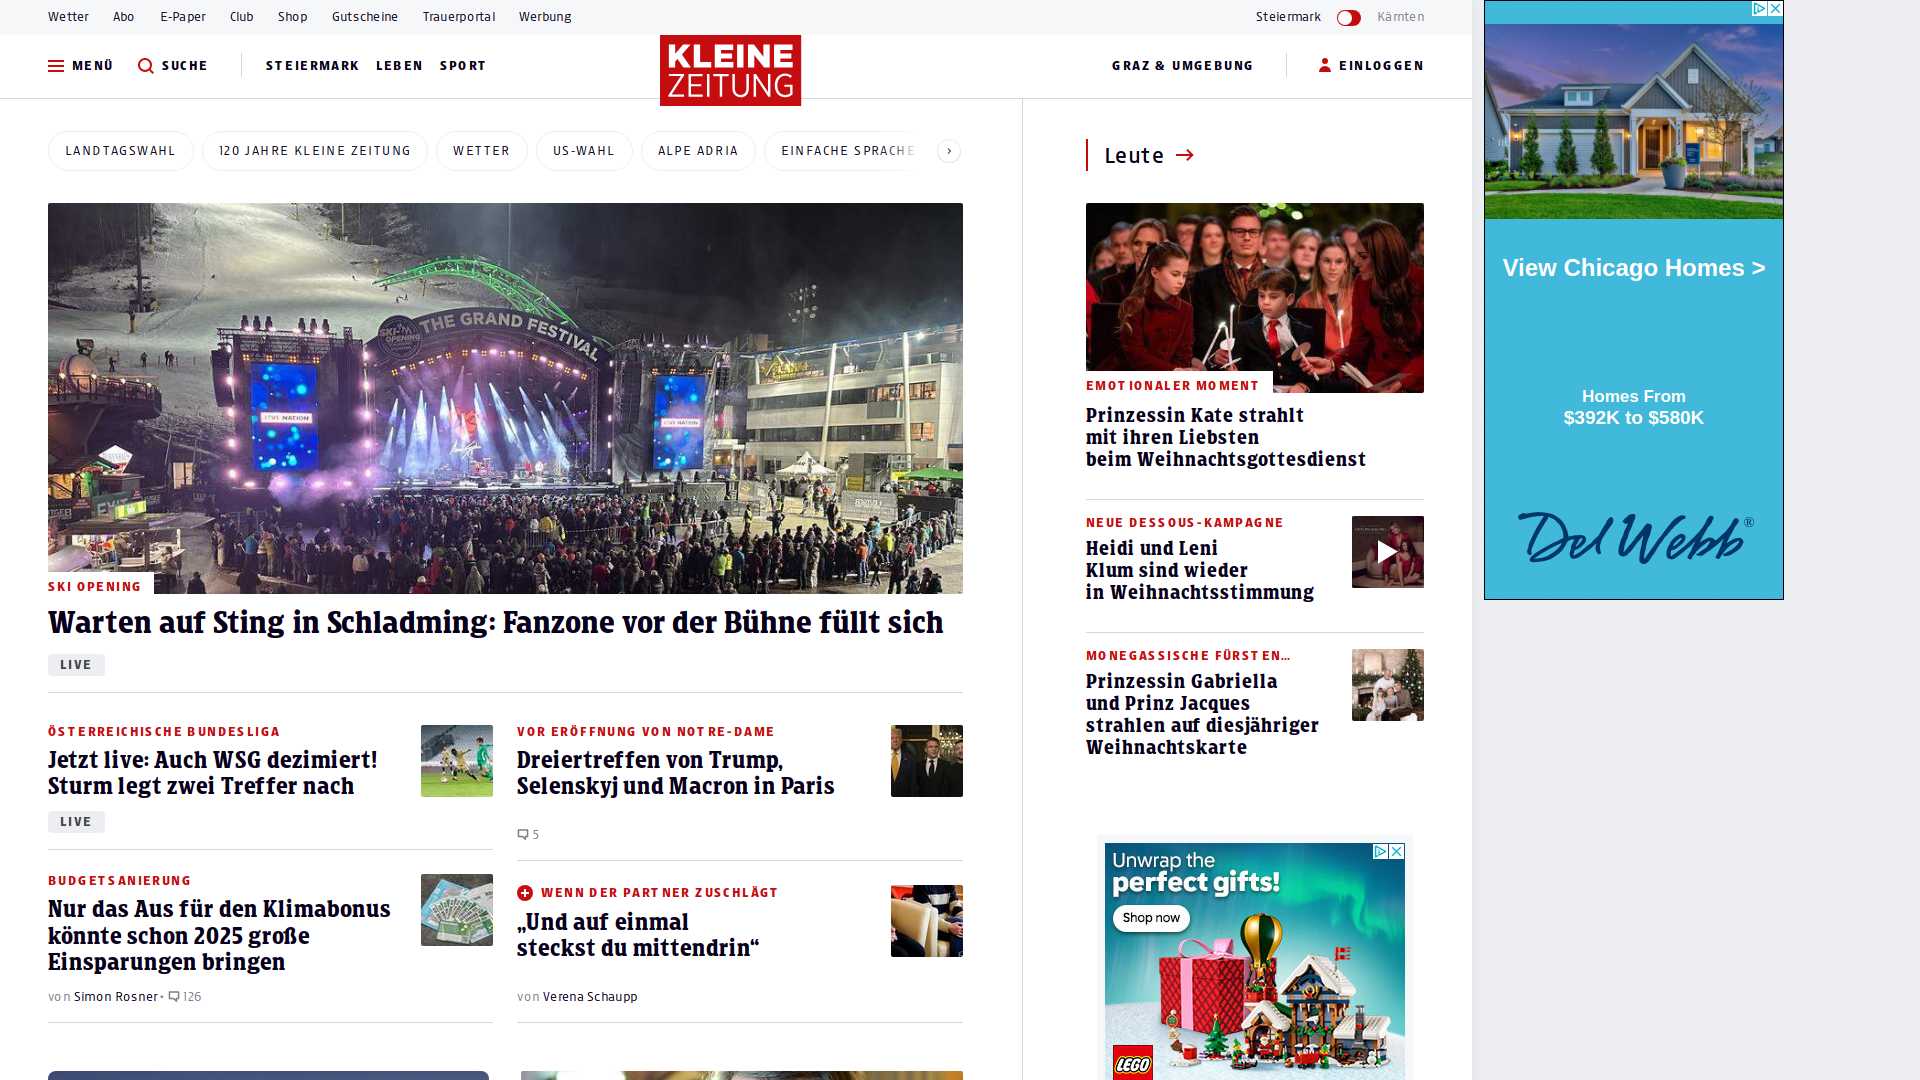 Wetter Abo E-Paper Club Shop Gutscheine Trauerportal Werbung Steiermark Kärnten
MENÜ SUCHE STEIERMARK LEBEN SPORT KLEINE ZEITUNG GRAZ & UMGEBUNG EINLOGGEN
LANDTAGSWAHL 120 JAHRE KLEINE ZEITUNG WETTER US-WAHL ALPE ADRIA EINFACHE SPRACHE
THE GRAND FESTIVAL
SKI OPENING
LIVE NATION
LIVE NATION
SKI OPENING
Warten auf Sting in Schladming: Fanzone vor der Bühne füllt sich
LIVE
ÖSTERREICHISCHE BUNDESLIGA
Jetzt live: Auch WSG dezimiert!
Sturm legt zwei Treffer nach
LIVE
VOR ERÖFFNUNG VON NOTRE-DAME
Dreiertreffen von Trump,
Selenskyj und Macron in Paris
5
BUDGETSANIERUNG
Nur das Aus für den Klimabonus
könnte schon 2025 große
Einsparungen bringen
von Simon Rosner • 126
WENN DER PARTNER ZUSCHLÄGT
„Und auf einmal
steckst du mittendrin“
von Verena Schaupp
Leute
EMOTIONALER MOMENT
Prinzessin Kate strahlt
mit ihren Liebsten
beim Weihnachtsgottesdienst
NEUE DESSOUS-KAMPAGNE
Heidi und Leni
Klum sind wieder
in Weihnachtsstimmung
MONEGASSISCHE FÜRSTEN…
Prinzessin Gabriella
und Prinz Jacques
strahlen auf diesjähriger
Weihnachtskarte
Unwrap the
perfect gifts!
Shop now
LEGO
View Chicago Homes >
Homes From
$392K to $580K
Del Webb®